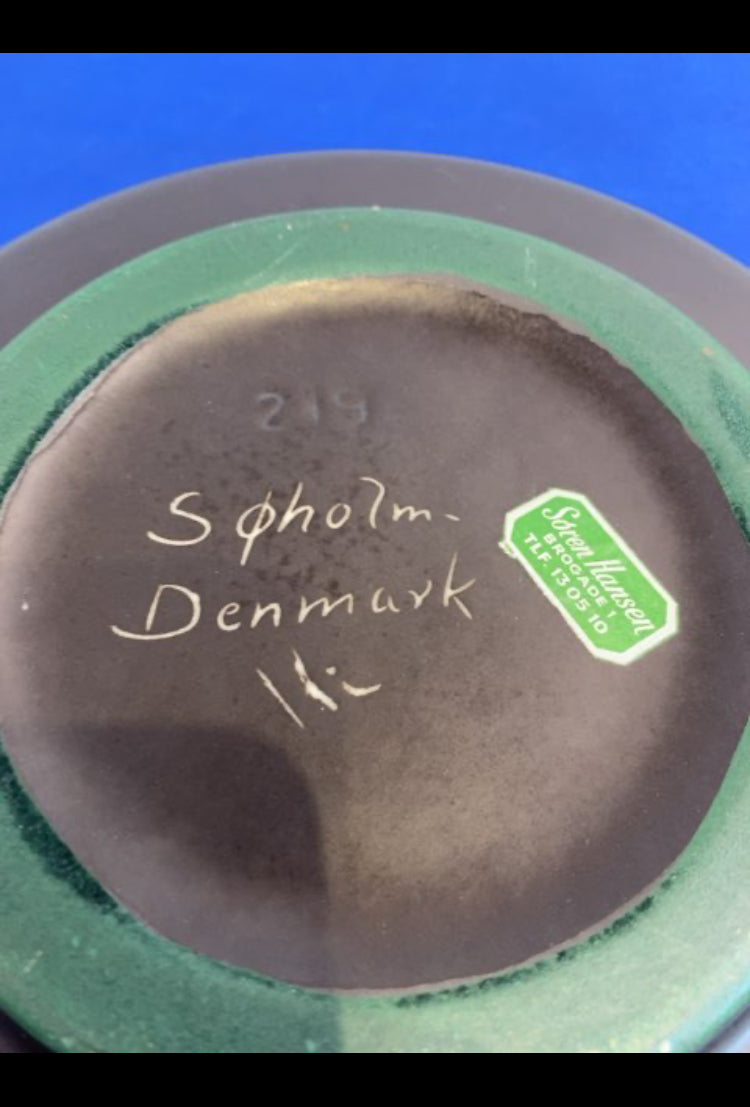 219
Søholm.
Denmark
Søren Hansen
BROGADE 1
TLF. 13 05 10